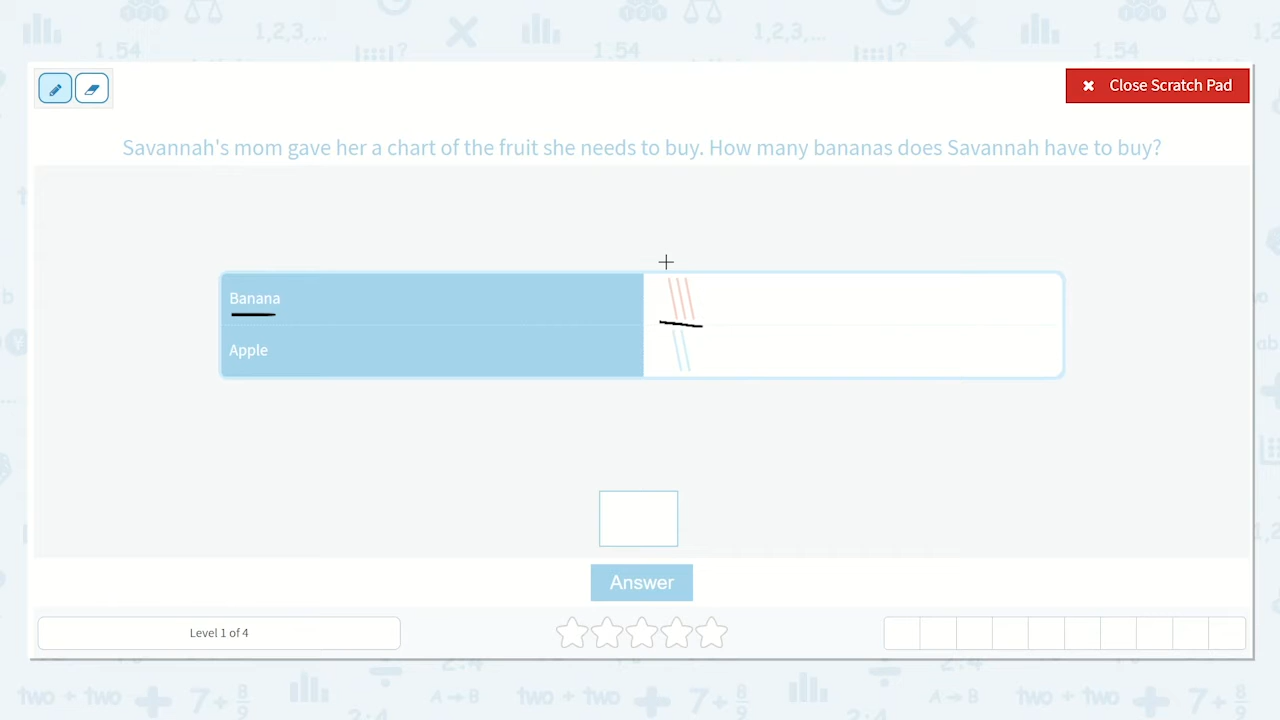 Close Scratch Pad
Savannah's mom gave her a chart of the fruit she needs to buy. How many bananas does Savannah have to buy?
Banana
Apple
Answer
Level 1 of 4